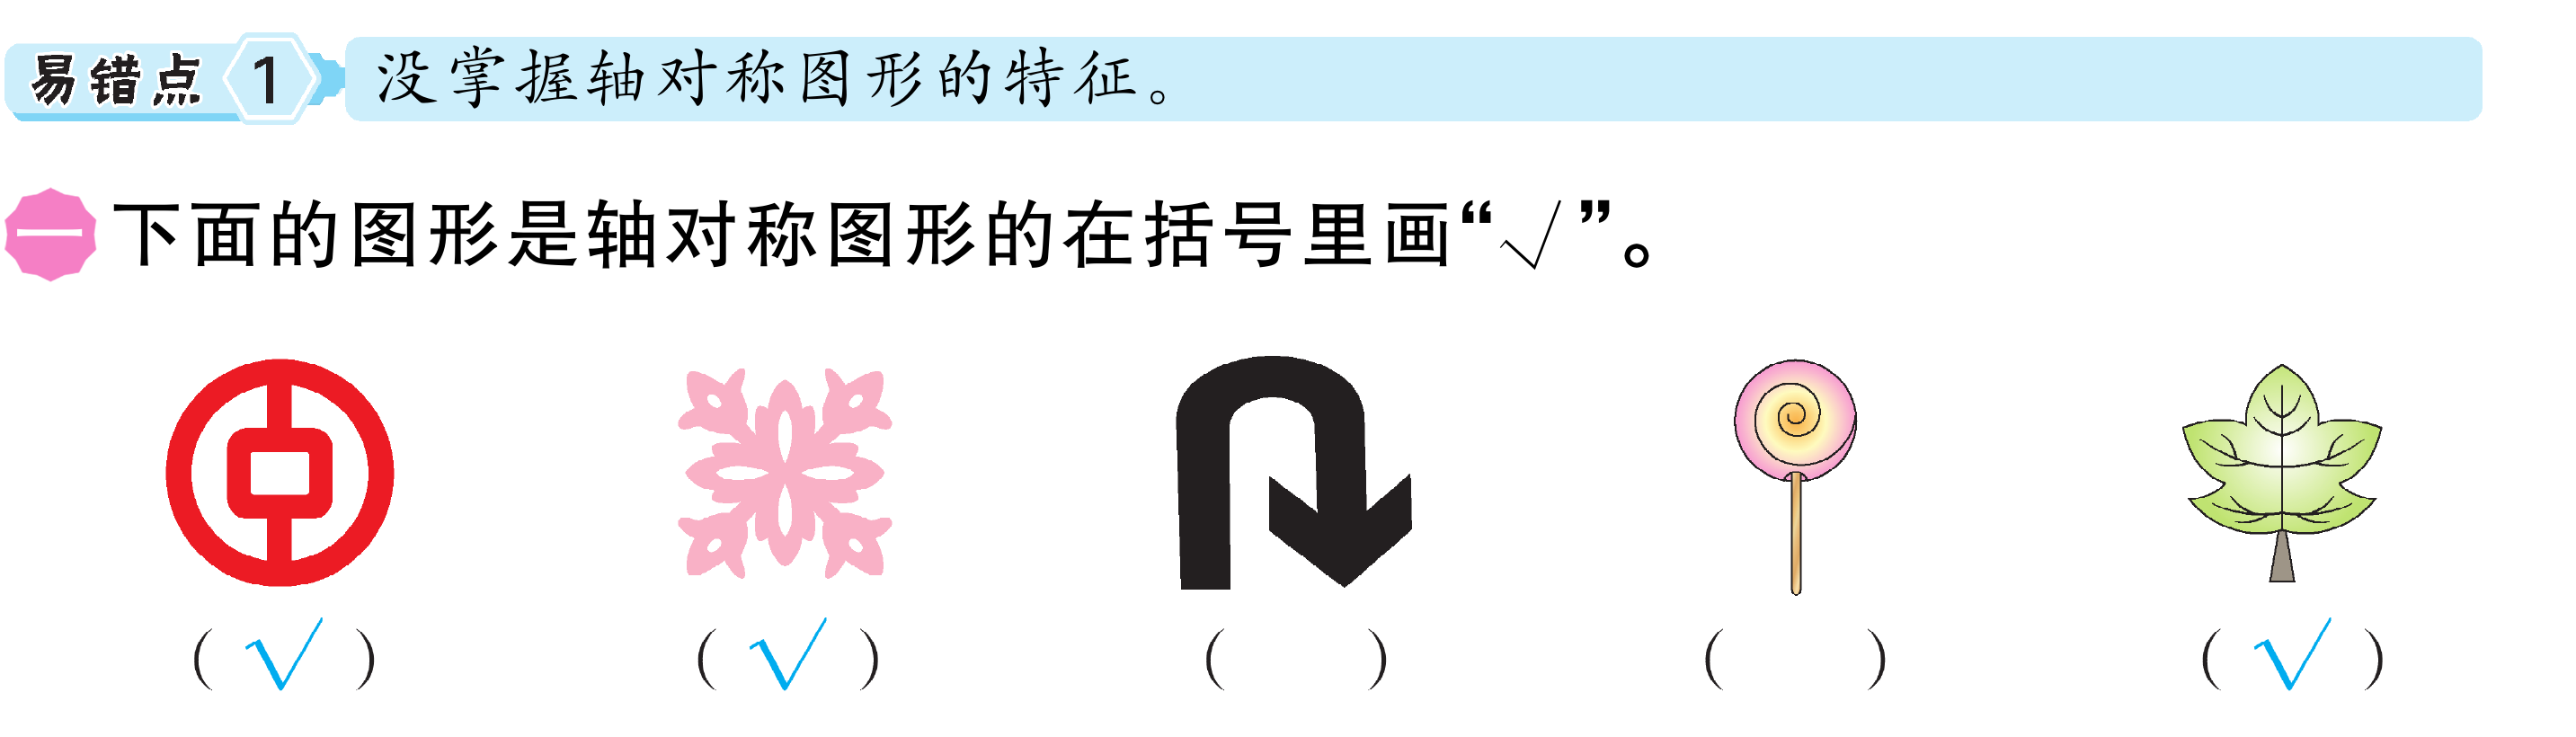 易错点 1 没掌握轴对称图形的特征。
一 下面的图形是轴对称图形的在括号里画“√”。
( √ ) ( √ ) ( ) ( ) ( √ )